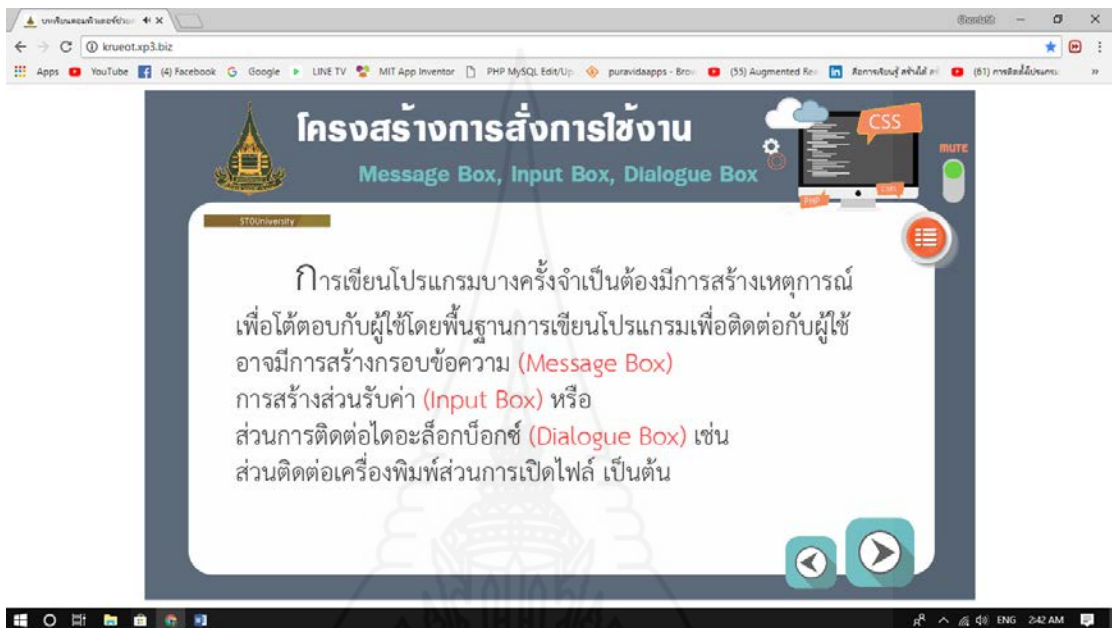 krueot.xp3.biz
Apps YouTube (4) Facebook Google LINE TV MIT App Inventor PHP MySQL Edit/Up puravidaapps - Bro (55) Augmented Re (61)
โครงสร้างการสั่งการใช้งาน
Message Box, Input Box, Dialogue Box
CSS
PHP
MUTE
STOUniversity
การเขียนโปรแกรมบางครั้งจำเป็นต้องมีการสร้างเหตุการณ์
เพื่อโต้ตอบกับผู้ใช้โดยพื้นฐานการเขียนโปรแกรมเพื่อติดต่อกับผู้ใช้
อาจมีการสร้างกรอบข้อความ (Message Box)
การสร้างส่วนรับค่า (Input Box) หรือ
ส่วนการติดต่อไดอะล็อกบ็อกซ์ (Dialogue Box) เช่น
ส่วนติดต่อเครื่องพิมพ์ส่วนการเปิดไฟล์ เป็นต้น
ENG 2:42 AM